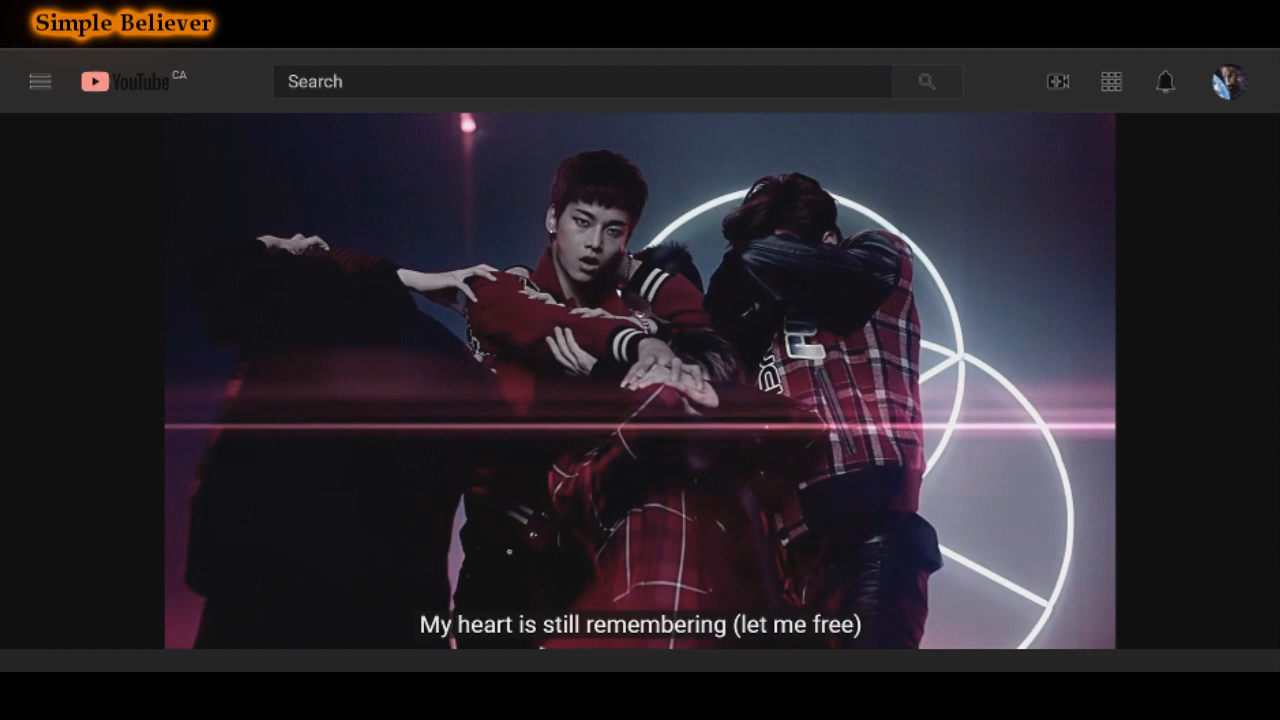 Simple Believer
YouTube CA
Search
My heart is still remembering (let me free)